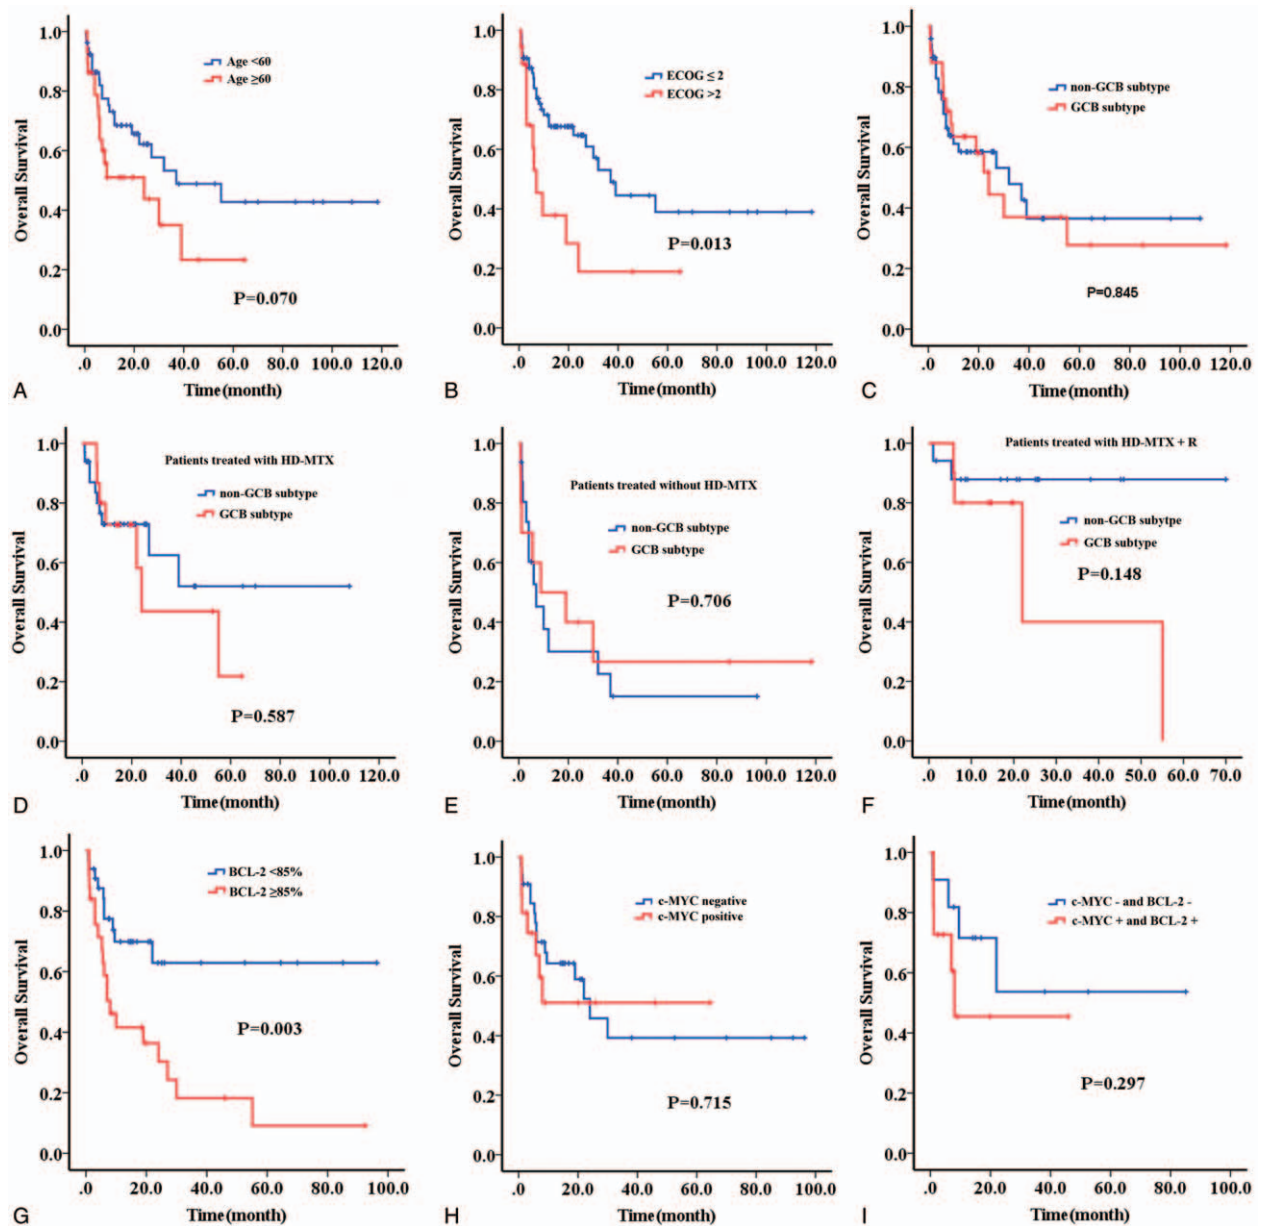 1.0
0.8
0.6
0.4
0.2
0.0
Overall Survival
Age <60
Age ≥60
P=0.070
.0 20.0 40.0 60.0 80.0 100.0 120.0
Time(month)
A
1.0
0.8
0.6
0.4
0.2
0.0
Overall Survival
ECOG ≤ 2
ECOG >2
P=0.013
.0 20.0 40.0 60.0 80.0 100.0 120.0
Time(month)
B
1.0
0.8
0.6
0.4
0.2
0.0
Overall Survival
non-GCB subtype
GCB subtype
P=0.845
.0 20.0 40.0 60.0 80.0 100.0 120.0
Time(month)
C
1.0
0.8
0.6
0.4
0.2
0.0
Overall Survival
Patients treated with HD-MTX
non-GCB subtype
GCB subtype
P=0.587
.0 20.0 40.0 60.0 80.0 100.0 120.0
Time(month)
D
1.0
0.8
0.6
0.4
0.2
0.0
Overall Survival
Patients treated without HD-MTX
non-GCB subtype
GCB subtype
P=0.706
.0 20.0 40.0 60.0 80.0 100.0 120.0
Time(month)
E
1.0
0.8
0.6
0.4
0.2
0.0
Overall Survival
Patients treated with HD-MTX + R
non-GCB subytpe
GCB subtype
P=0.148
.0 10.0 20.0 30.0 40.0 50.0 60.0 70.0
Time(month)
F
1.0
0.8
0.6
0.4
0.2
0.0
Overall Survival
BCL-2 <85%
BCL-2 ≥85%
P=0.003
.0 20.0 40.0 60.0 80.0 100.0
Time(month)
G
1.0
0.8
0.6
0.4
0.2
0.0
Overall Survival
c-MYC negative
c-MYC positive
P=0.715
.0 20.0 40.0 60.0 80.0 100.0
Time(month)
H
1.0
0.8
0.6
0.4
0.2
0.0
Overall Survival
c-MYC - and BCL-2 -
c-MYC + and BCL-2 +
P=0.297
.0 20.0 40.0 60.0 80.0 100.0
Time(month)
I